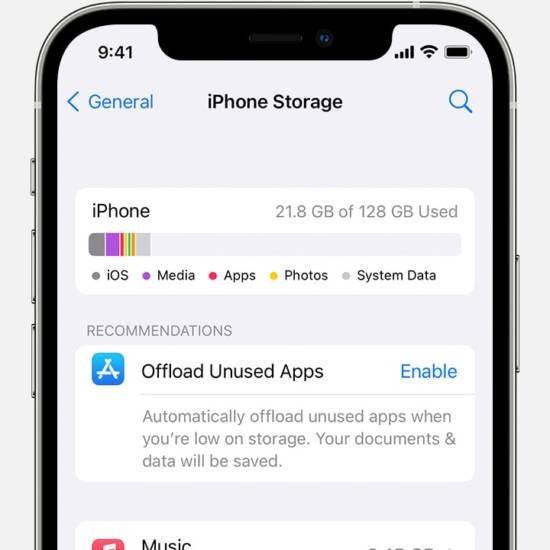 9:41
General
iPhone Storage
iPhone
21.8 GB of 128 GB Used
iOS
Media
Apps
Photos
System Data
RECOMMENDATIONS
Offload Unused Apps
Enable
Automatically offload unused apps when
you're low on storage. Your documents &
data will be saved.
Music